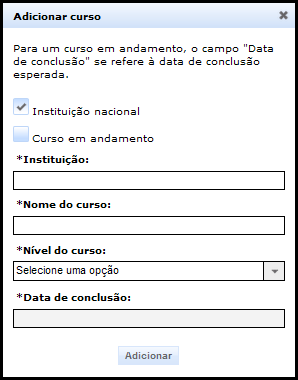 Adicionar curso
Para um curso em andamento, o campo "Data
de conclusão" se refere à data de conclusão
esperada.
Instituição nacional
Curso em andamento
*Instituição:
*Nome do curso:
*Nível do curso:
Selecione uma opção
*Data de conclusão:
Adicionar